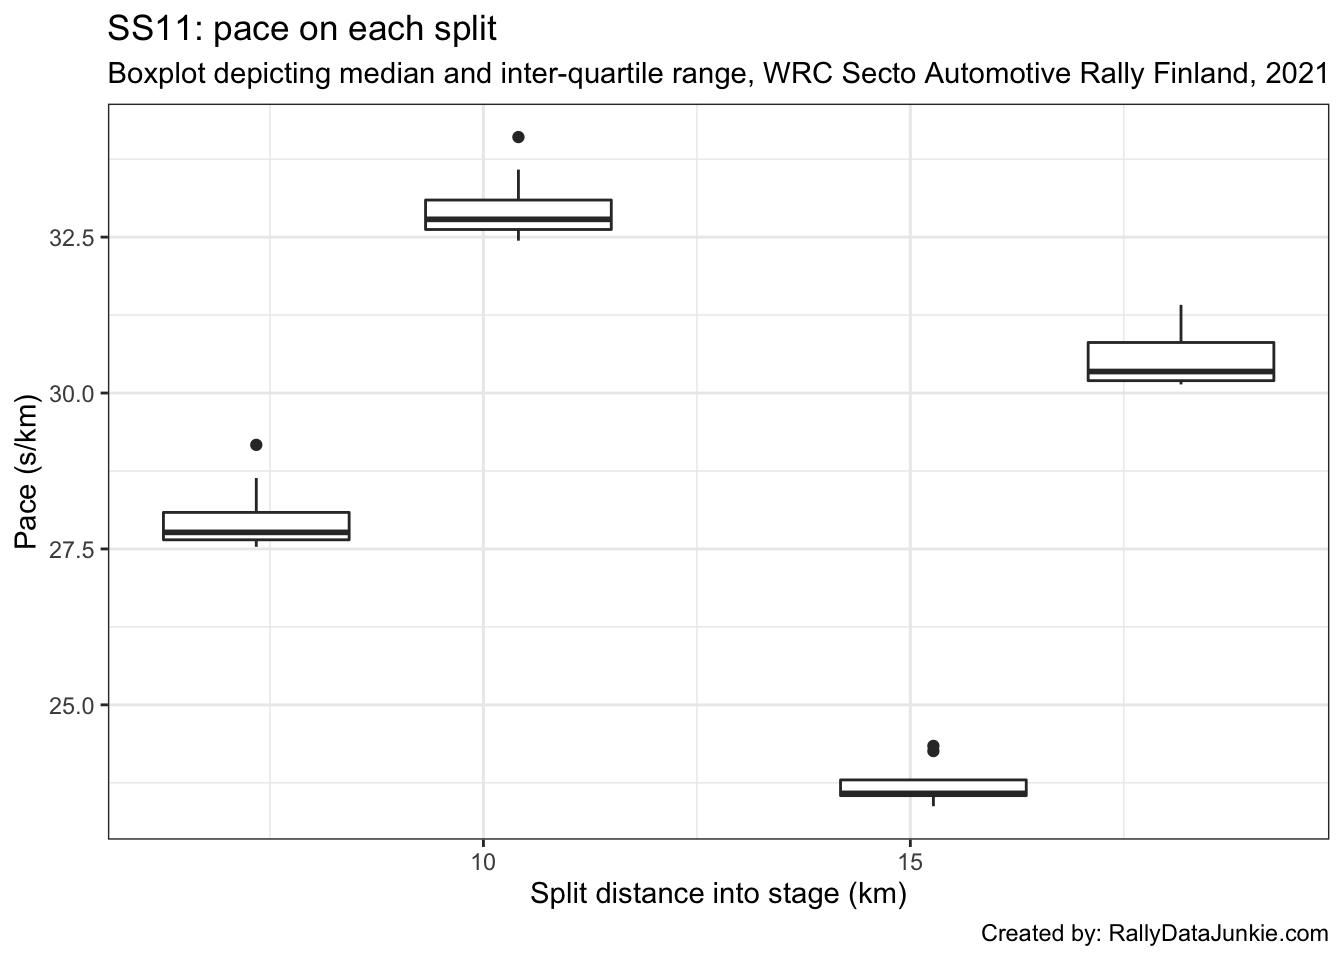 SS11: pace on each split
Boxplot depicting median and inter-quartile range, WRC Secto Automotive Rally Finland, 2021
Pace (s/km)
32.5
30.0
27.5
25.0
10
15
Split distance into stage (km)
Created by: RallyDataJunkie.com